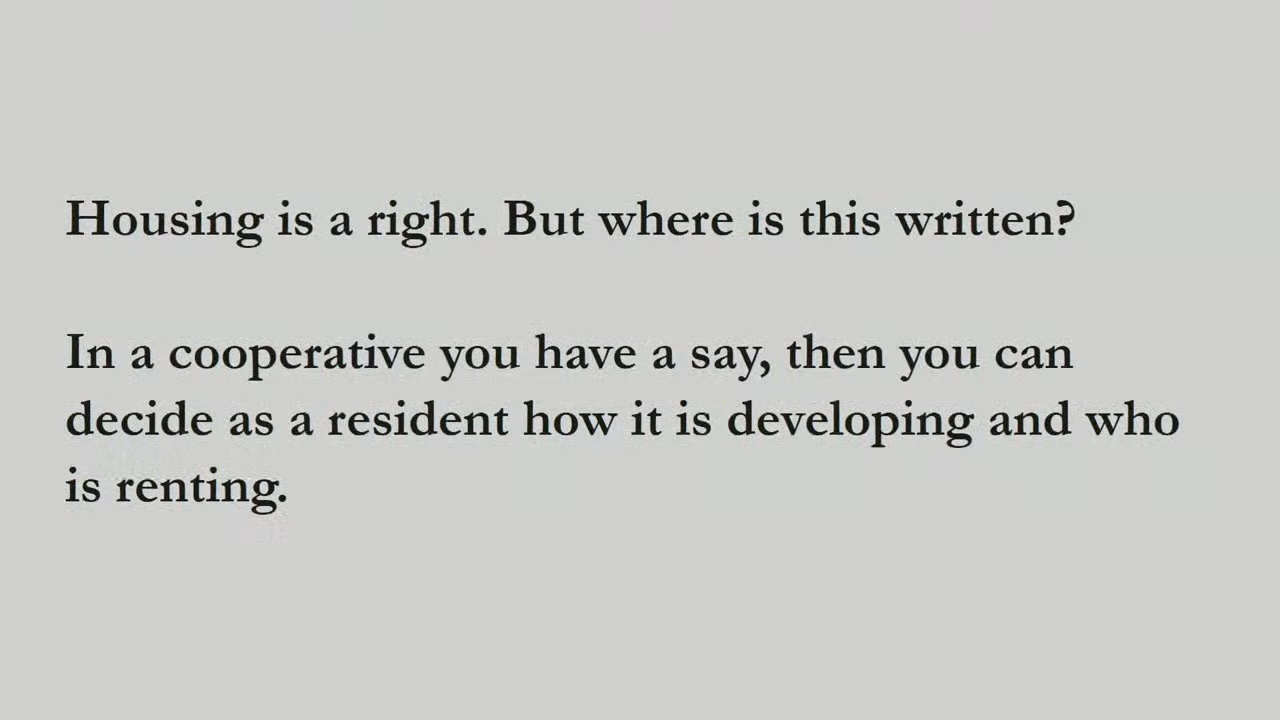 Housing is a right. But where is this written?
In a cooperative you have a say, then you can
decide as a resident how it is developing and who
is renting.